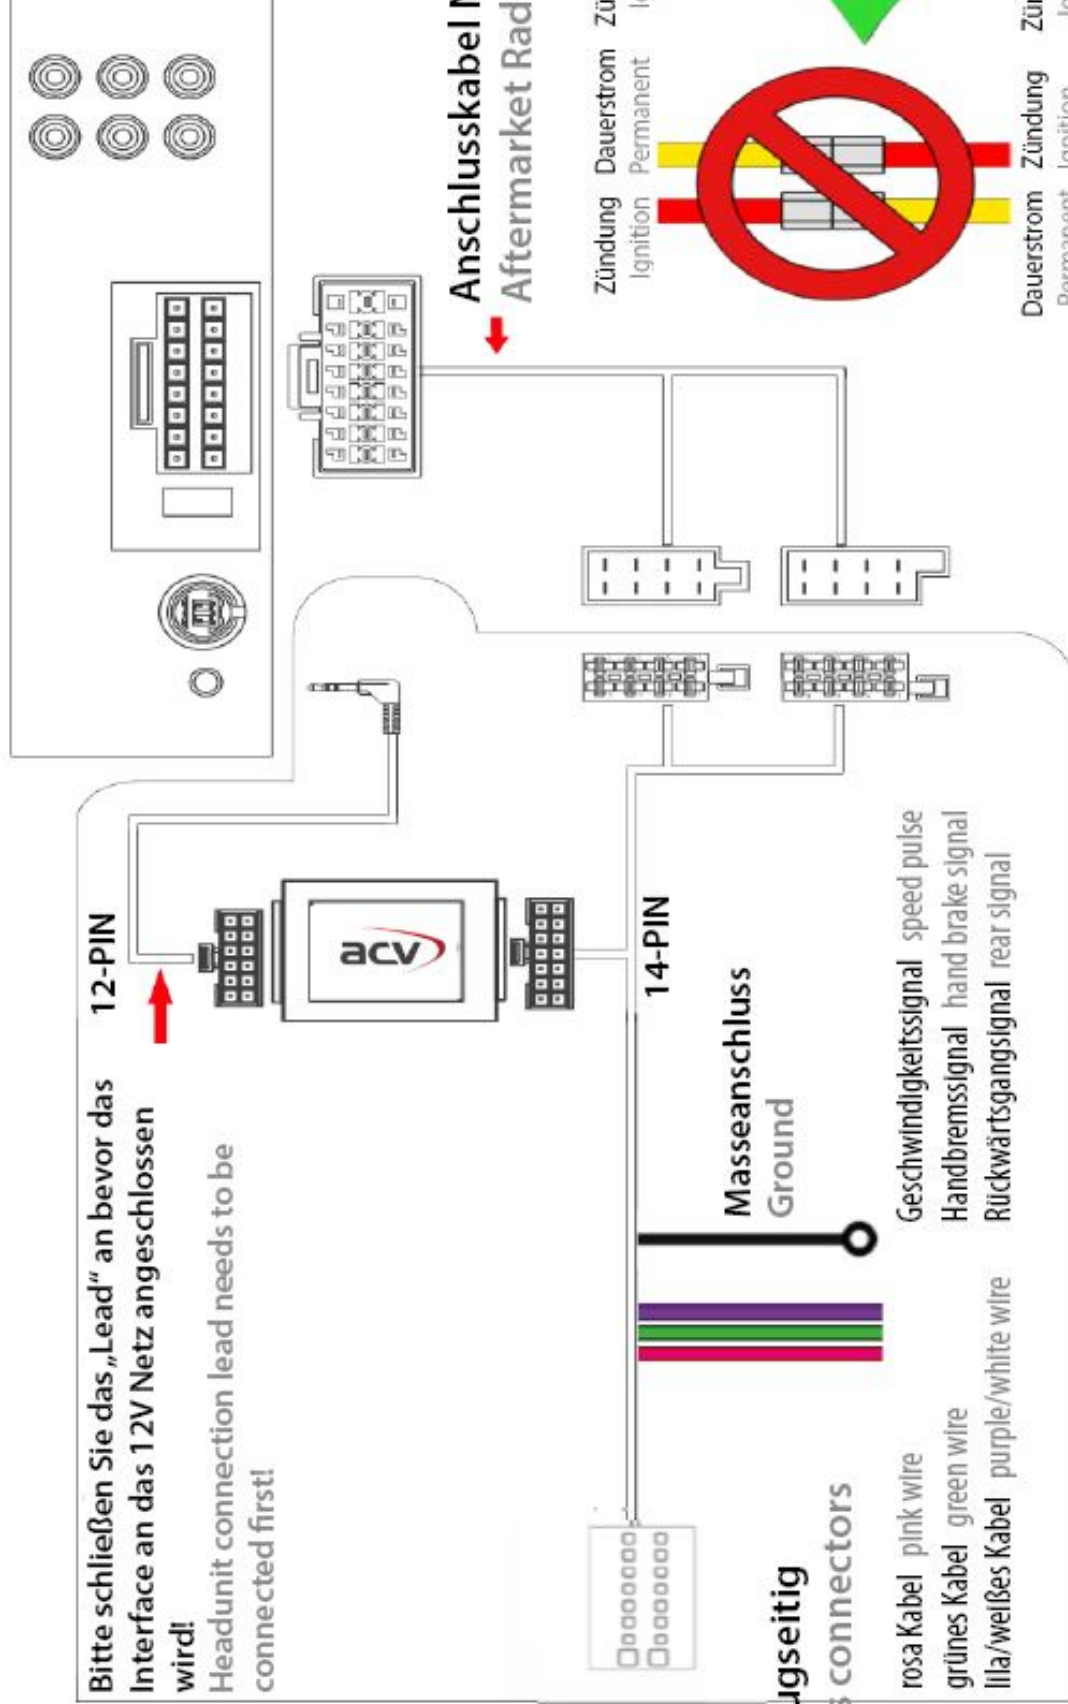 Bitte schließen Sie das „Lead“ an bevor das
Interface an das 12V Netz angeschlossen
wird!
Headunit connection lead needs to be
connected first!
12-PIN
acv
14-PIN
Masseanschluss
Ground
connectors
rosa Kabel pink wire
grünes Kabel green wire
lila/weißes Kabel purple/white wire
Geschwindigkeitssignal speed pulse
Handbremssignal hand brake signal
Rückwärtsgangsignal rear signal
Anschlusskabel
Aftermarket
Zündung Dauerstrom
Ignition Permanent
Dauerstrom Zündung
Permanent Ignition